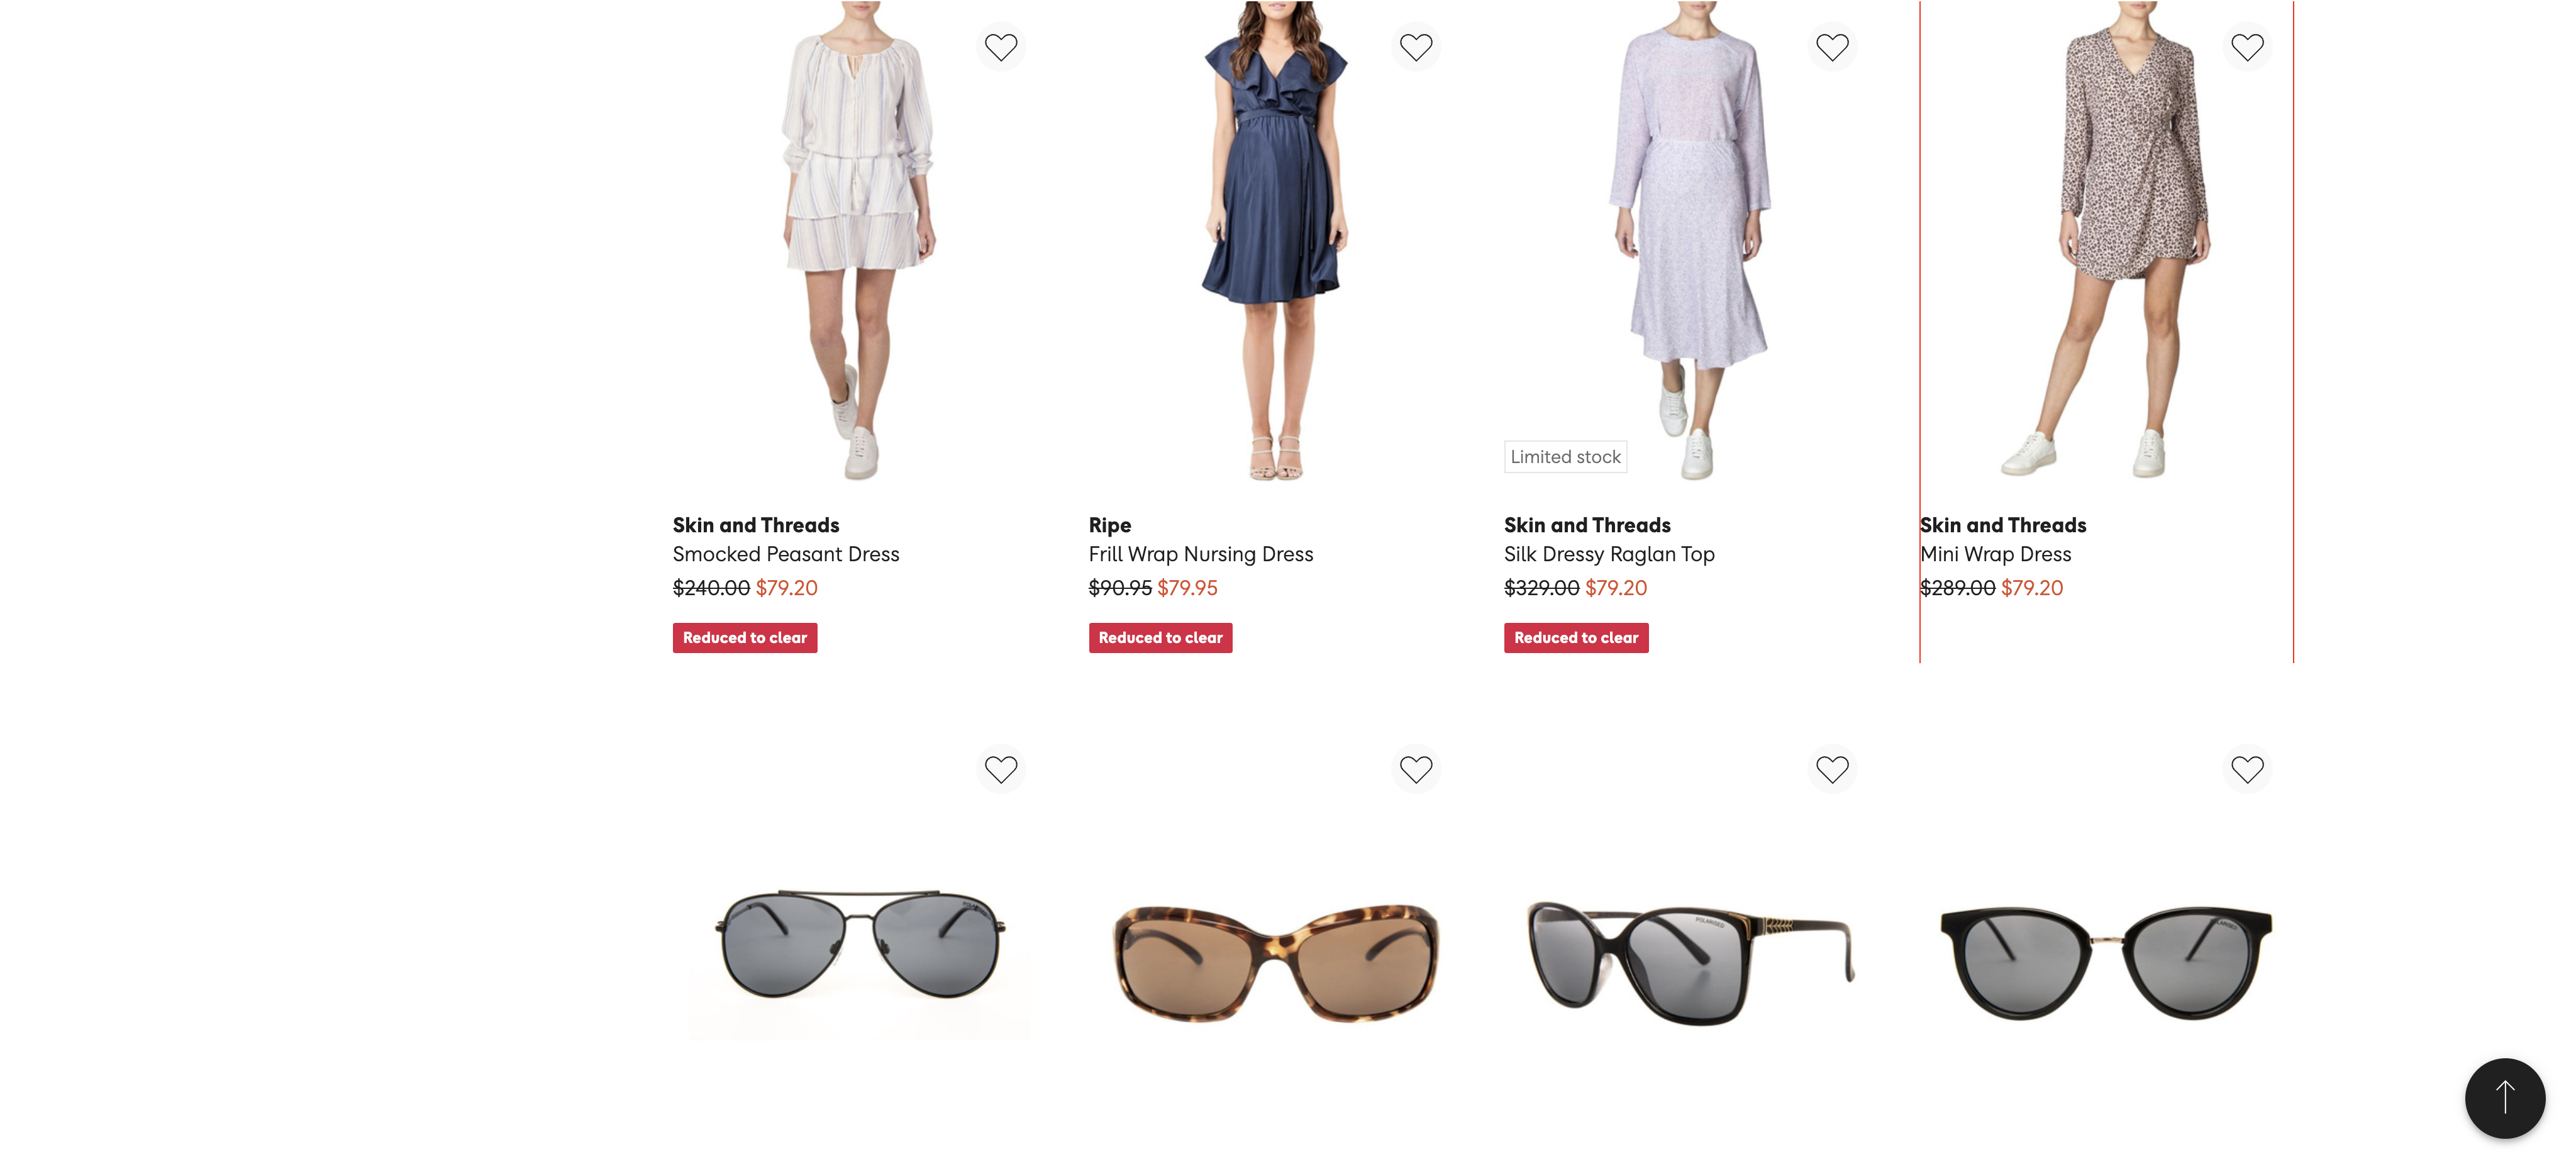 Limited stock
Skin and Threads
Smocked Peasant Dress
$240.00 $79.20
Reduced to clear
Ripe
Frill Wrap Nursing Dress
$90.95 $79.95
Reduced to clear
Skin and Threads
Silk Dressy Raglan Top
$329.00 $79.20
Reduced to clear
Skin and Threads
Mini Wrap Dress
$289.00 $79.20
POLARISED